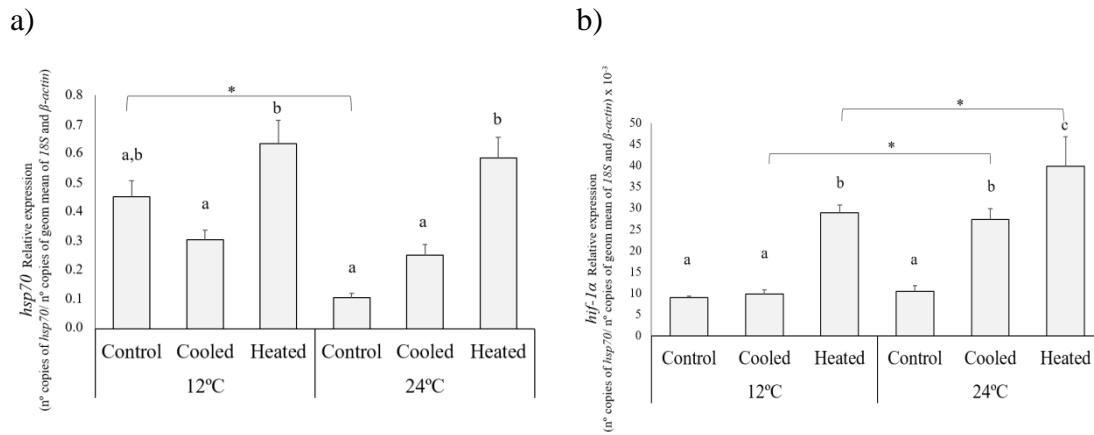 a)
hsp70 Relative expression
(nº copies of hsp70/ nº copies of geom mean of 18S and β-actin)
0.8
0.7
0.6
0.5
0.4
0.3
0.2
0.1
0.0
*
a,b
a
b
a
a
b
Control Cooled Heated Control Cooled Heated
12ºC 24ºC
b)
hif-1α Relative expression
(nº copies of hsp70/ nº copies of geom mean of 18S and β-actin) x 10⁻³
50
45
40
35
30
25
20
15
10
5
0
*
*
a
a
b
a
b
c
Control Cooled Heated Control Cooled Heated
12ºC 24ºC